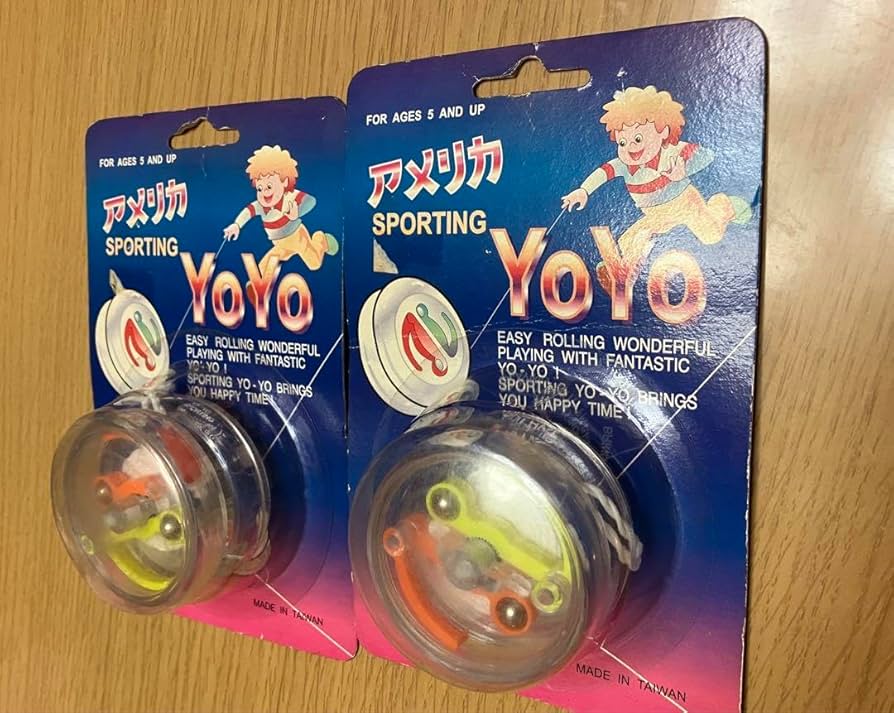 FOR AGES 5 AND UP
アメリカ
SPORTING
YoYo
EASY ROLLING WONDERFUL
PLAYING WITH FANTASTIC
YO-YO !
SPORTING YO-YO BRINGS
YOU HAPPY TIME!
MADE IN TAIWAN
FOR AGES 5 AND UP
アメリカ
SPORTING
YoYo
EASY ROLLING WONDERFUL
PLAYING WITH FANTASTIC
YO-YO !
SPORTING YO-YO BRINGS
YOU HAPPY TIME!
MADE IN TAIWAN